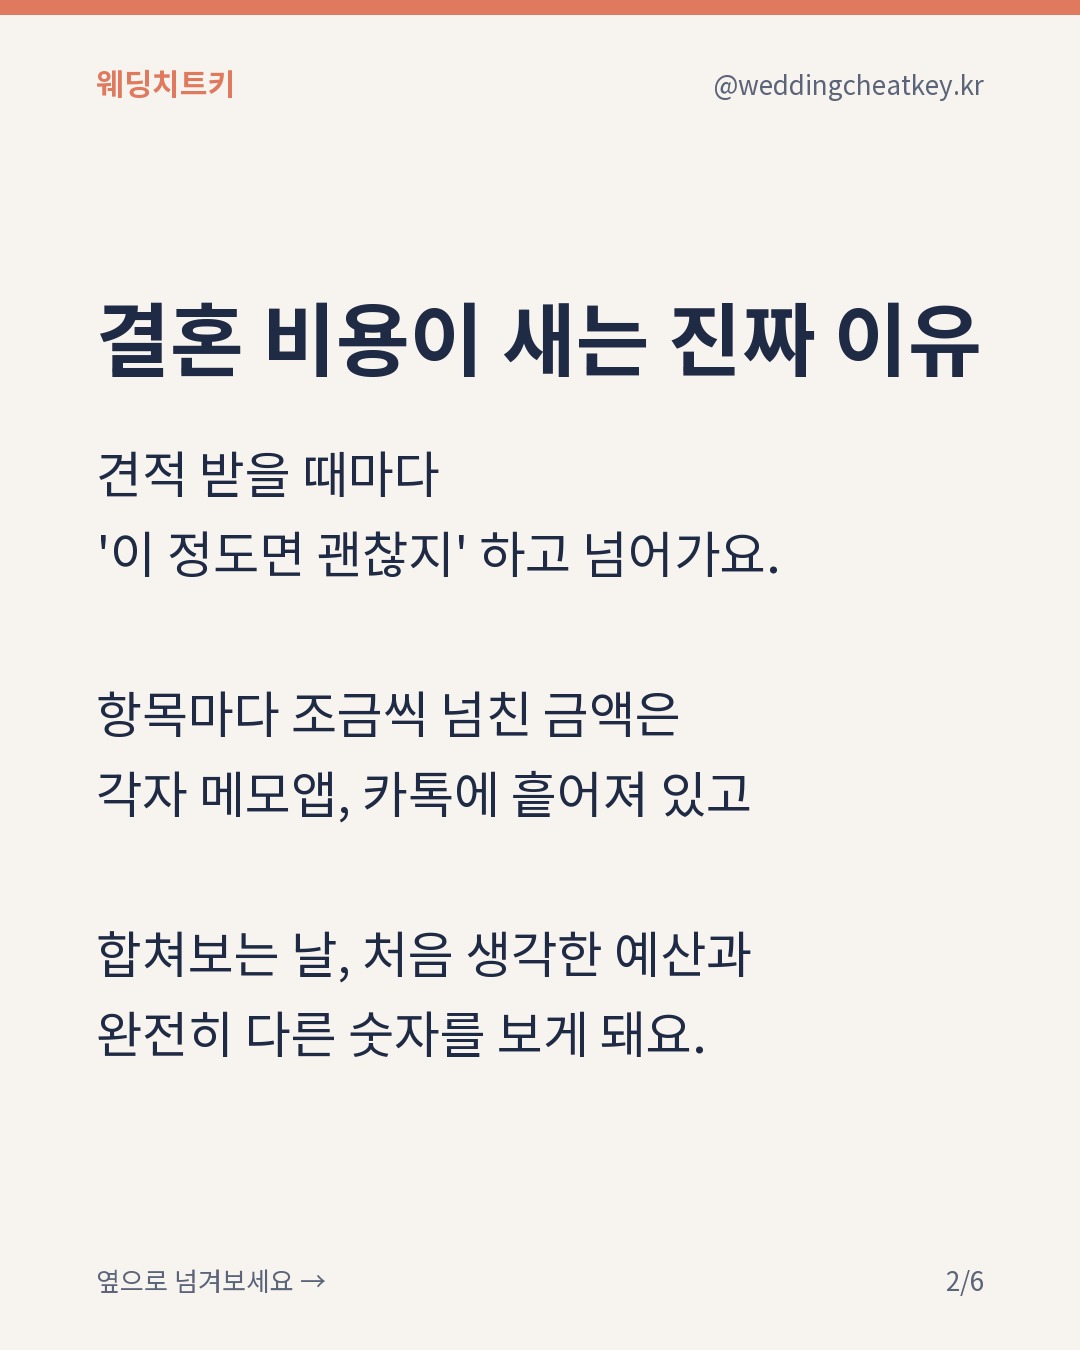 웨딩치트키
@weddingcheatkey.kr
결혼 비용이 새는 진짜 이유
견적 받을 때마다
'이 정도면 괜찮지' 하고 넘어가요.
항목마다 조금씩 넘친 금액은
각자 메모앱, 카톡에 흩어져 있고
합쳐보는 날, 처음 생각한 예산과
완전히 다른 숫자를 보게 돼요.
옆으로 넘겨보세요 →
2/6